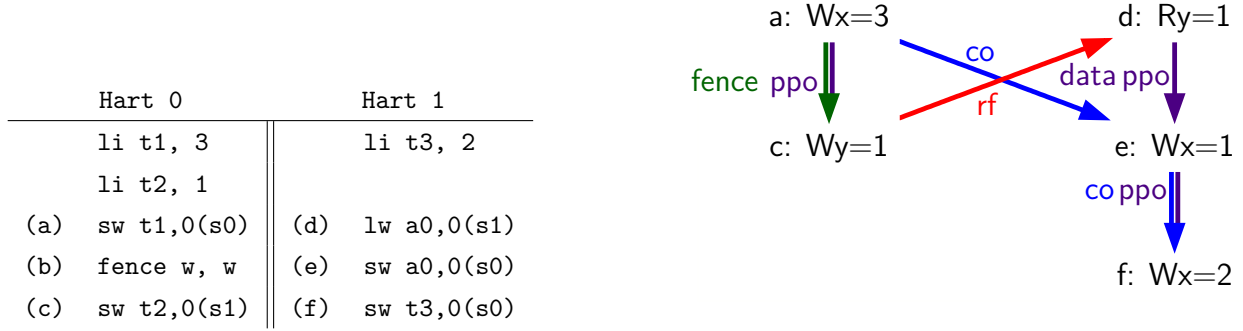 Hart 0 Hart 1
li t1, 3 li t3, 2
li t2, 1
(a) sw t1,0(s0) (d) lw a0,0(s1)
(b) fence w, w (e) sw a0,0(s0)
(c) sw t2,0(s1) (f) sw t3,0(s0)
a: Wx=3 d: Ry=1
co
fence ppo data ppo
rf
c: Wy=1 e: Wx=1
co ppo
f: Wx=2